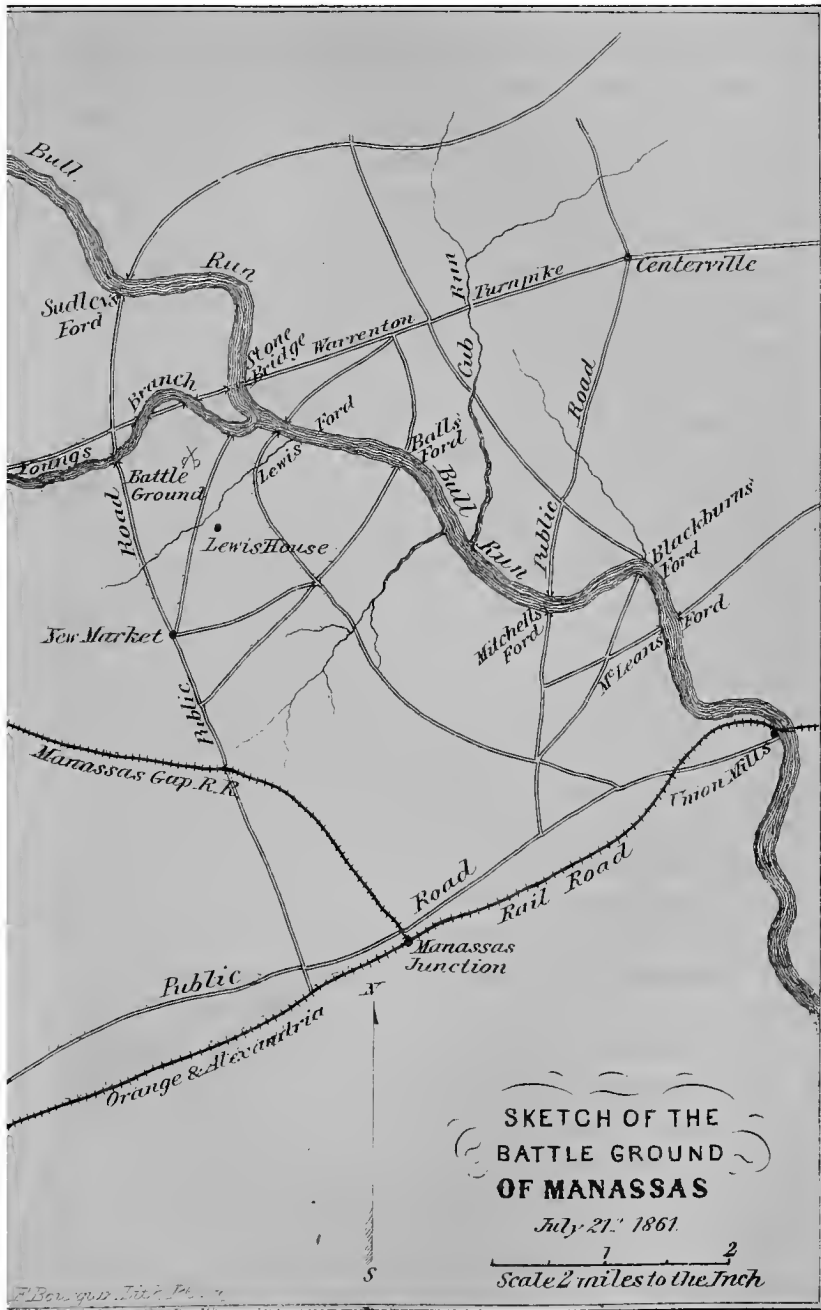 Bull
Run
Sudleys
Ford
Stone
Bridge
Warrenton
Turnpike
Centerville
Cub
Run
Road
Branch
Youngs
Battle
Ground
Lewis
Ford
Balls
Ford
Bull
Run
Public
Blackburns
Ford
Road
Lewis House
New Market
Mitchells
Ford
McLeans
Ford
Public
Manassas Gap. R. R.
Union Mills
Road
Rail Road
Manassas
Junction
Public
Orange & Alexandria
N
S
SKETCH OF THE
BATTLE GROUND
OF MANASSAS
July 21st 1861.
1 2
Scale 2 miles to the Inch